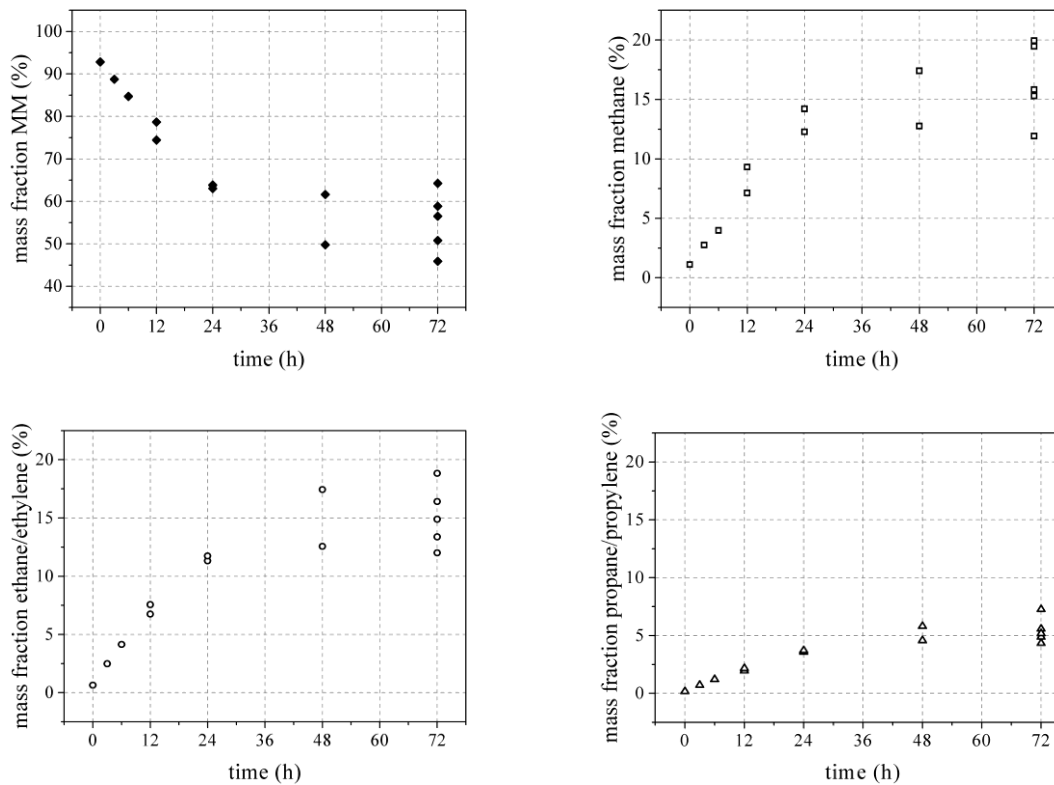 mass fraction MM (%)
100
90
80
70
60
50
40
0 12 24 36 48 60 72
time (h)
mass fraction methane (%)
20
15
10
5
0
0 12 24 36 48 60 72
time (h)
mass fraction ethane/ethylene (%)
20
15
10
5
0
0 12 24 36 48 60 72
time (h)
mass fraction propane/propylene (%)
20
15
10
5
0
0 12 24 36 48 60 72
time (h)